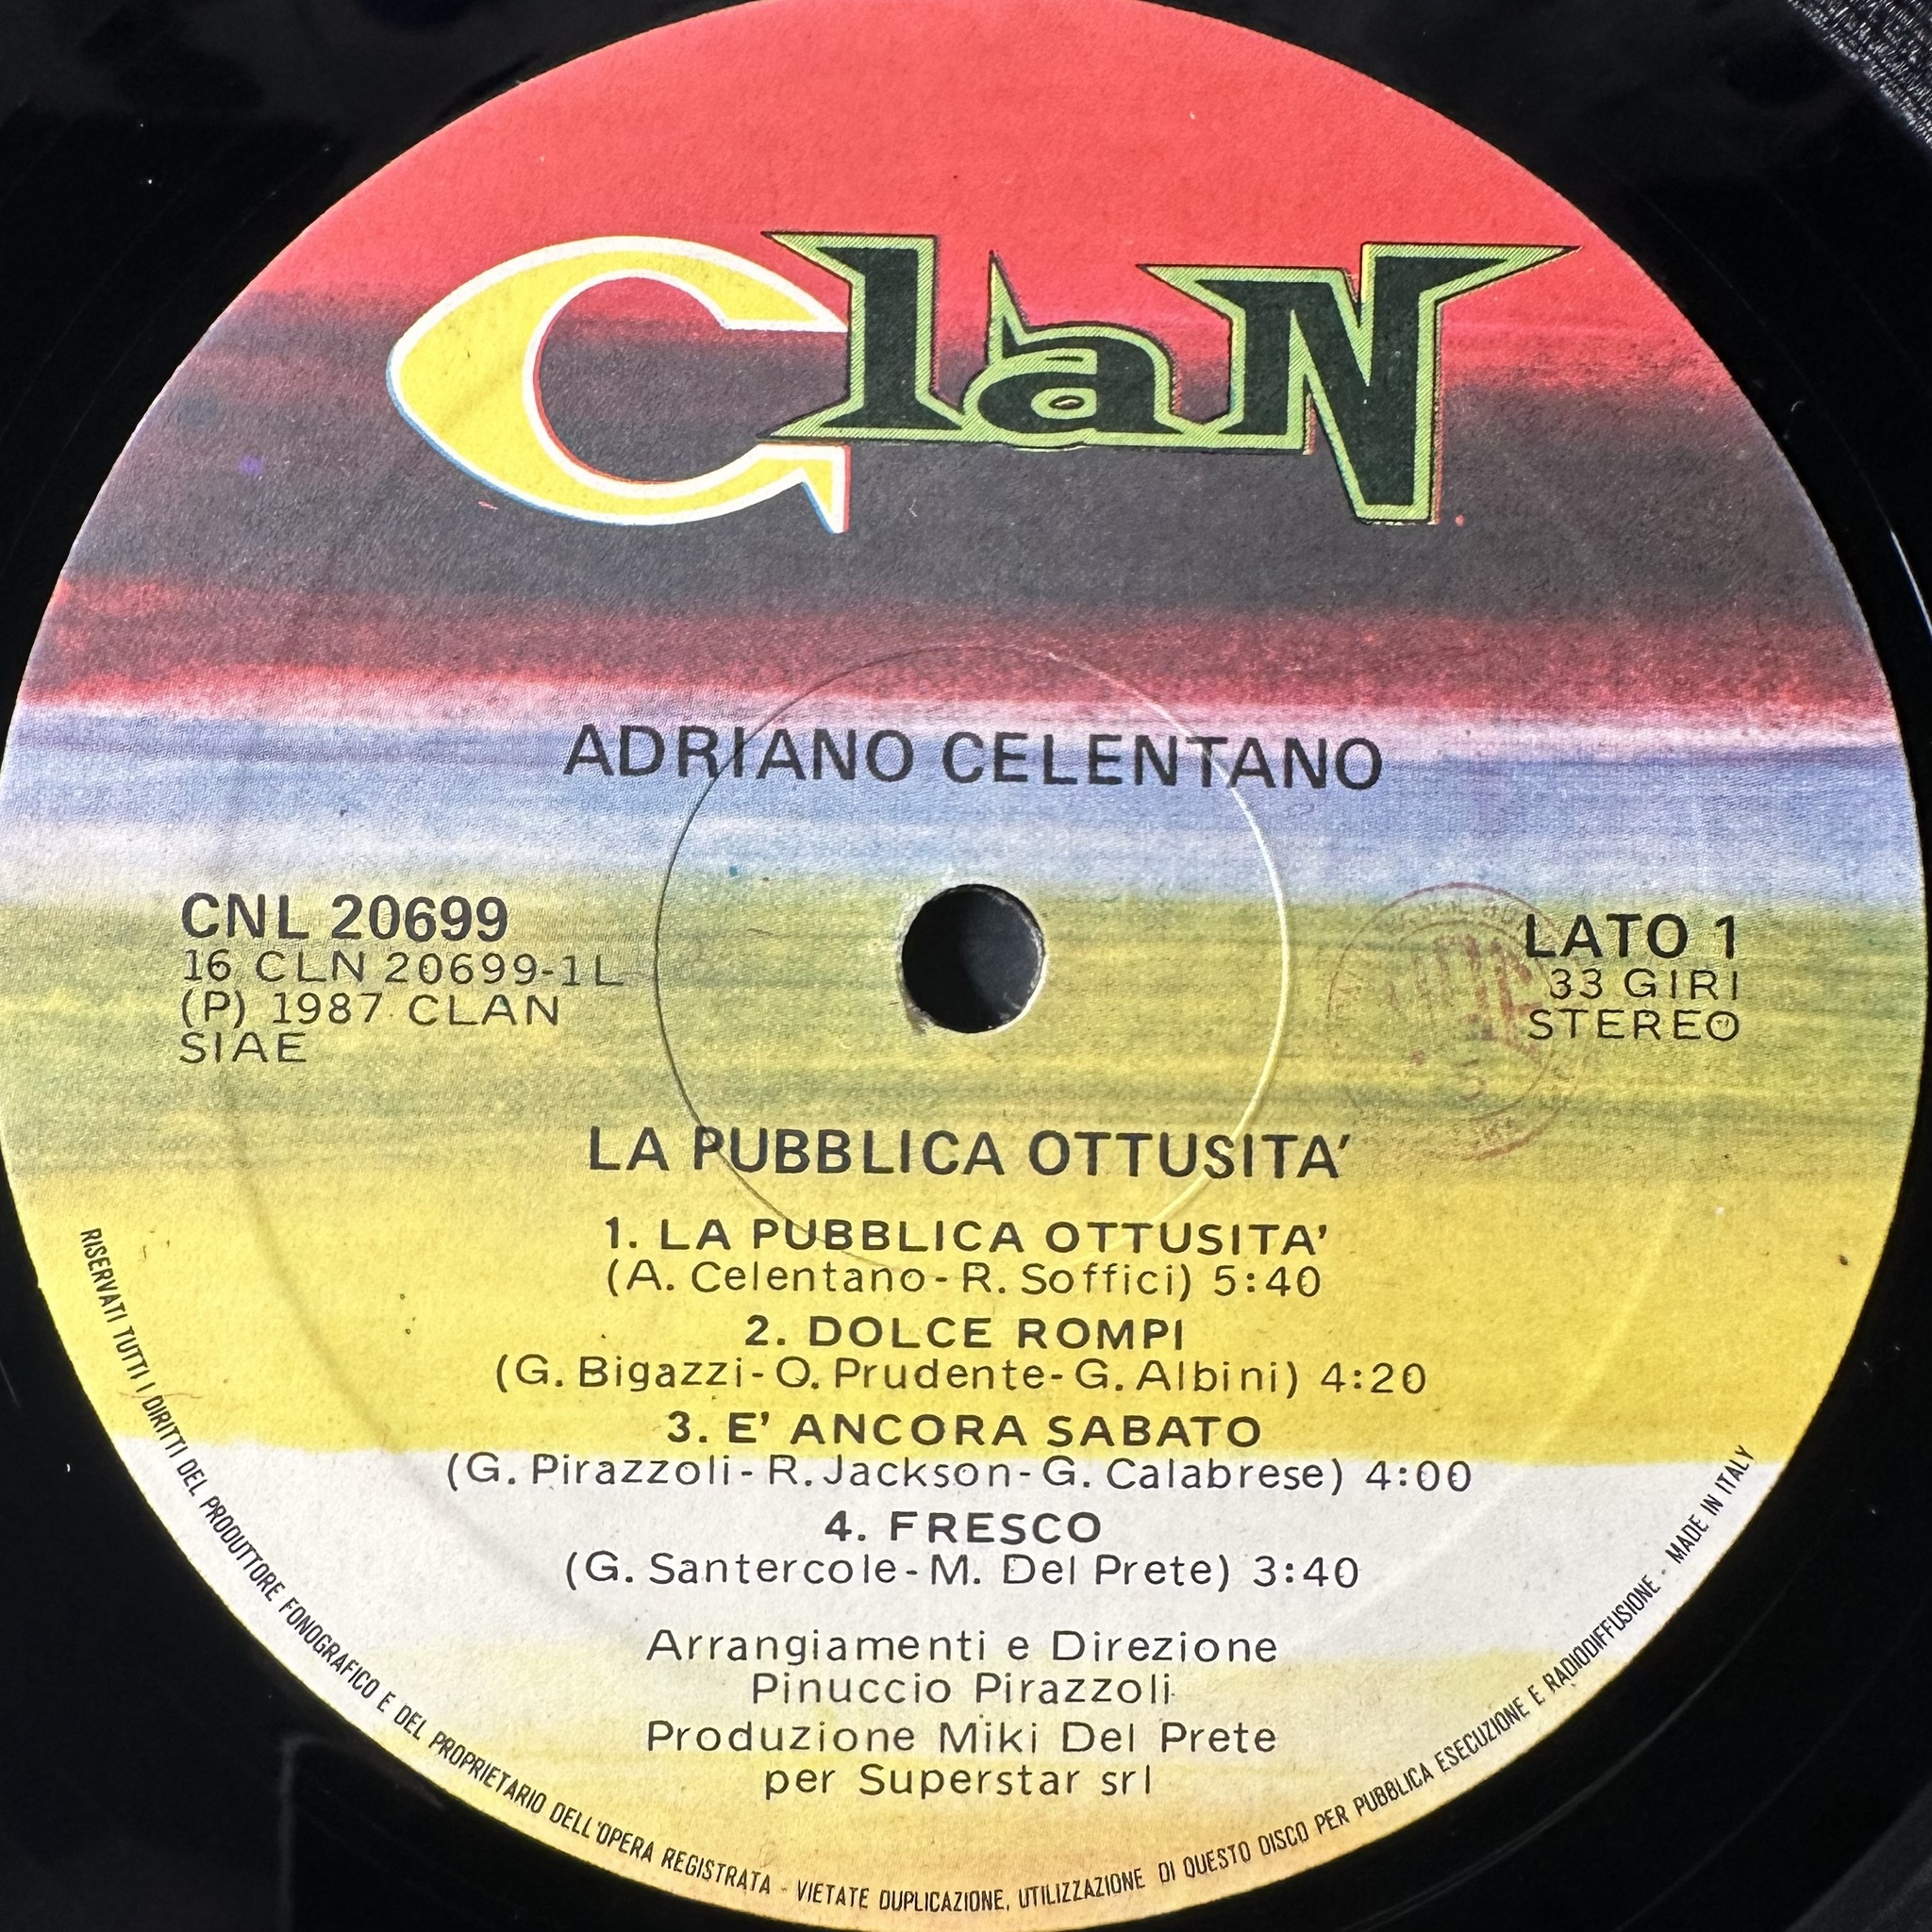 ClaN
ADRIANO CELENTANO
CNL 20699
16 CLN 20699-1L
(P) 1987 CLAN
SIAE
LATO 1
33 GIRI
STEREO
LA PUBBLICA OTTUSITA'
1. LA PUBBLICA OTTUSITA'
(A. Celentano-R. Soffici) 5:40
2. DOLCE ROMPI
(G. Bigazzi-O. Prudente-G. Albini) 4:20
3. E' ANCORA SABATO
(G. Pirazzoli-R. Jackson-G. Calabrese) 4:00
4. FRESCO
(G. Santercole-M. Del Prete) 3:40
Arrangiamenti e Direzione
Pinuccio Pirazzoli
Produzione Miki Del Prete
per Superstar srl
RISERVATI TUTTI I DIRITTI DEL PRODUTTORE FONOGRAFICO E DEL PROPRIETARIO DELL'OPERA REGISTRATA - VIETATE DUPLICAZIONE, UTILIZZAZIONE DI QUESTO DISCO PER PUBBLICA ESECUZIONE E RADIODIFFUSIONE - MADE IN ITALY